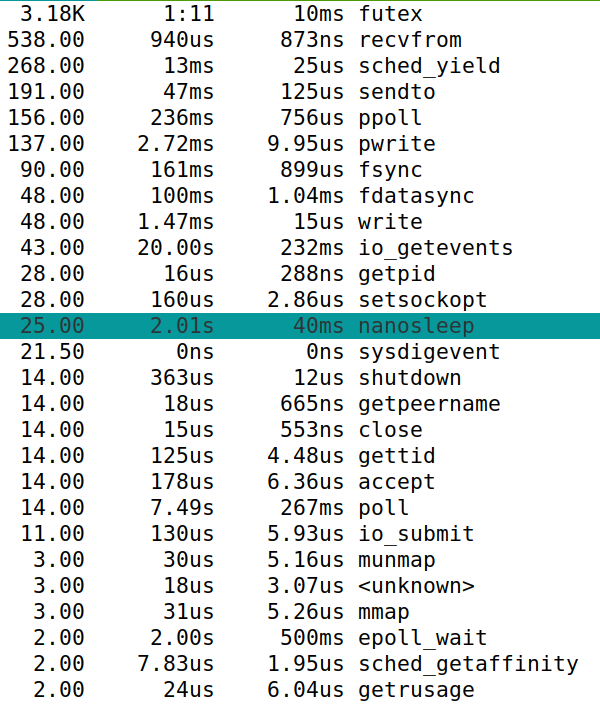 3.18K 1:11 10ms futex
538.00 940us 873ns recvfrom
268.00 13ms 25us sched_yield
191.00 47ms 125us sendto
156.00 236ms 756us ppoll
137.00 2.72ms 9.95us pwrite
90.00 161ms 899us fsync
48.00 100ms 1.04ms fdatasync
48.00 1.47ms 15us write
43.00 20.00s 232ms io_getevents
28.00 16us 288ns getpid
28.00 160us 2.86us setsockopt
25.00 2.01s 40ms nanosleep
21.50 0ns 0ns sysdigevent
14.00 363us 12us shutdown
14.00 18us 665ns getpeername
14.00 15us 553ns close
14.00 125us 4.48us gettid
14.00 178us 6.36us accept
14.00 7.49s 267ms poll
11.00 130us 5.93us io_submit
3.00 30us 5.16us munmap
3.00 18us 3.07us <unknown>
3.00 31us 5.26us mmap
2.00 2.00s 500ms epoll_wait
2.00 7.83us 1.95us sched_getaffinity
2.00 24us 6.04us getrusage